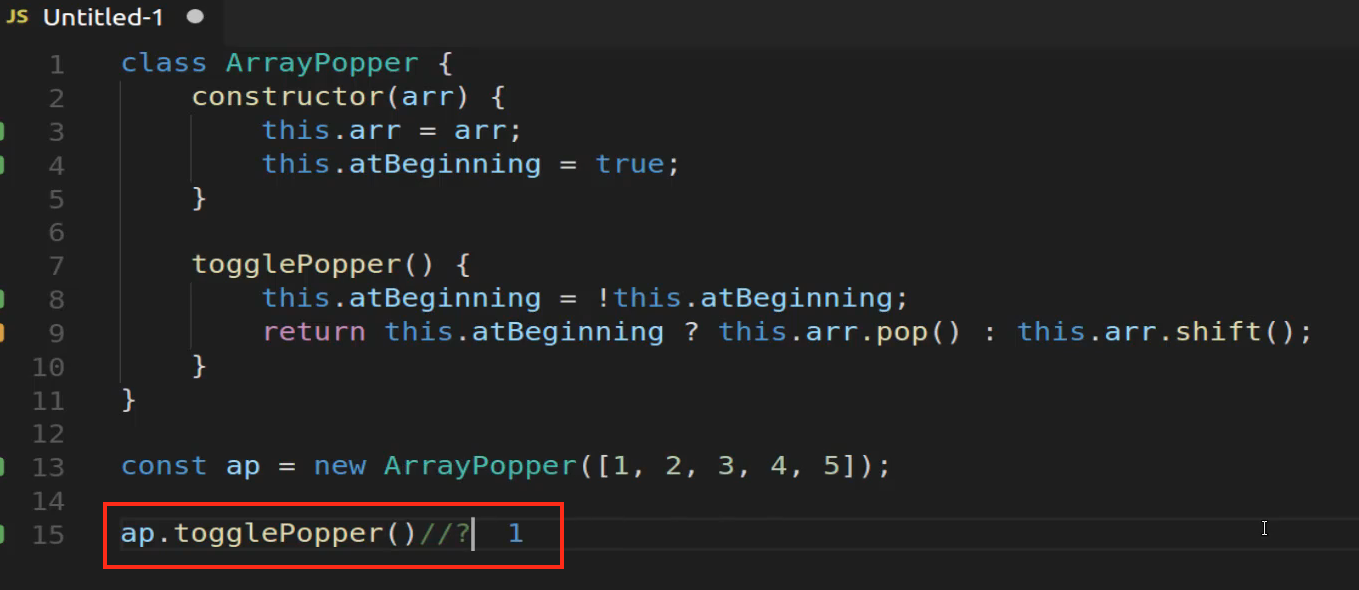 JS Untitled-1
1 class ArrayPopper {
2 constructor(arr) {
3 this.arr = arr;
4 this.atBeginning = true;
5 }
6
7 togglePopper() {
8 this.atBeginning = !this.atBeginning;
9 return this.atBeginning ? this.arr.pop() : this.arr.shift();
10 }
11 }
12
13 const ap = new ArrayPopper([1, 2, 3, 4, 5]);
14
15 ap.togglePopper()//? 1